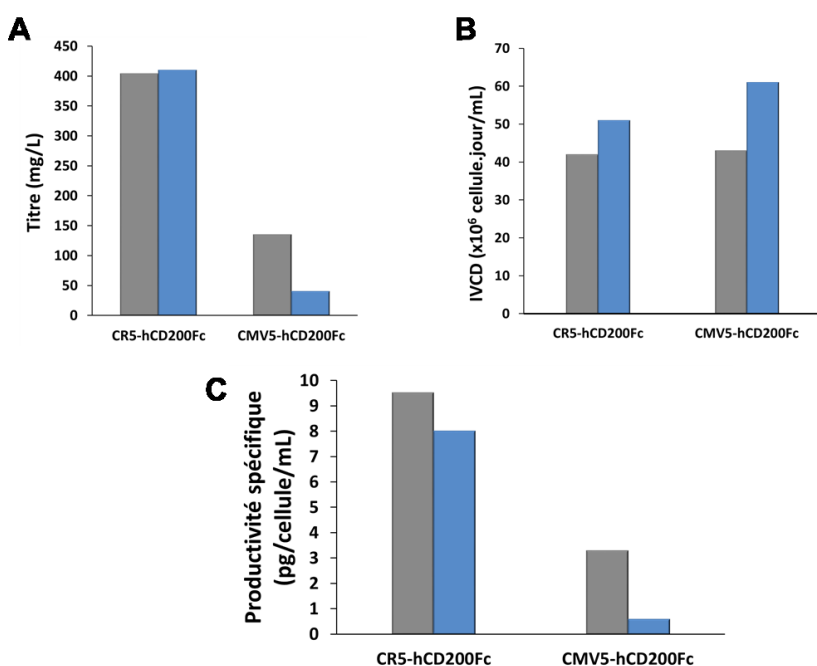 A
Titre (mg/L)
450
400
350
300
250
200
150
100
50
0
CR5-hCD200Fc CMV5-hCD200Fc
B
IVCD (x10⁶ cellule.jour/mL)
70
60
50
40
30
20
10
0
CR5-hCD200Fc CMV5-hCD200Fc
C
Productivité spécifique
(pg/cellule/mL)
10
9
8
7
6
5
4
3
2
1
0
CR5-hCD200Fc CMV5-hCD200Fc